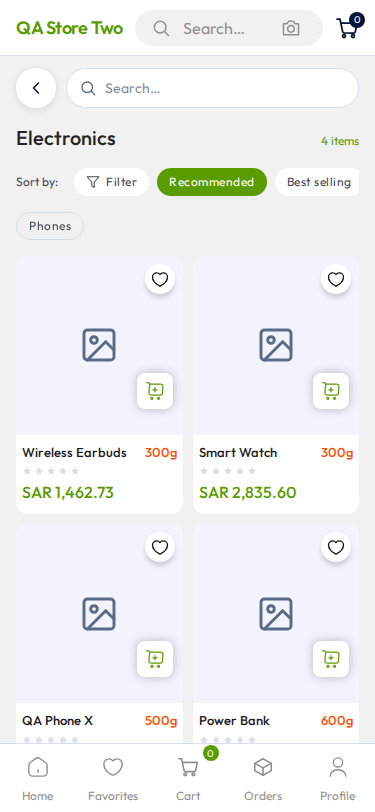 QA Store Two
Search...
0
Search...
Electronics
4 items
Sort by:
Filter
Recommended
Best selling
Phones
Wireless Earbuds 300g
SAR 1,462.73
Smart Watch 300g
SAR 2,835.60
QA Phone X 500g
Power Bank 600g
0
Home
Favorites
Cart
Orders
Profile